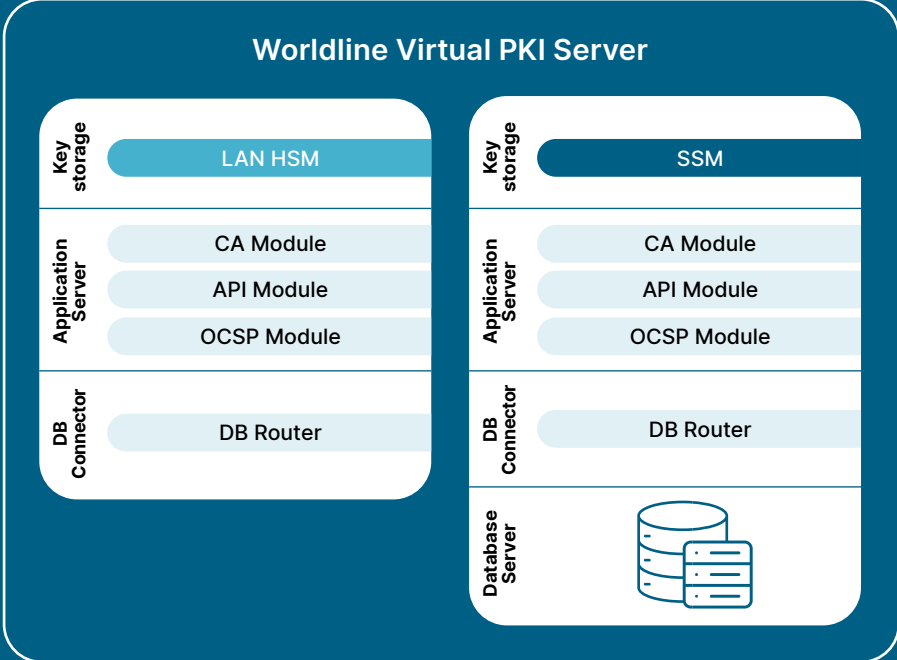 Worldline Virtual PKI Server
Key
storage
LAN HSM
Application
Server
CA Module
API Module
OCSP Module
DB
Connector
DB Router
Key
storage
SSM
Application
Server
CA Module
API Module
OCSP Module
DB
Connector
DB Router
Database
Server